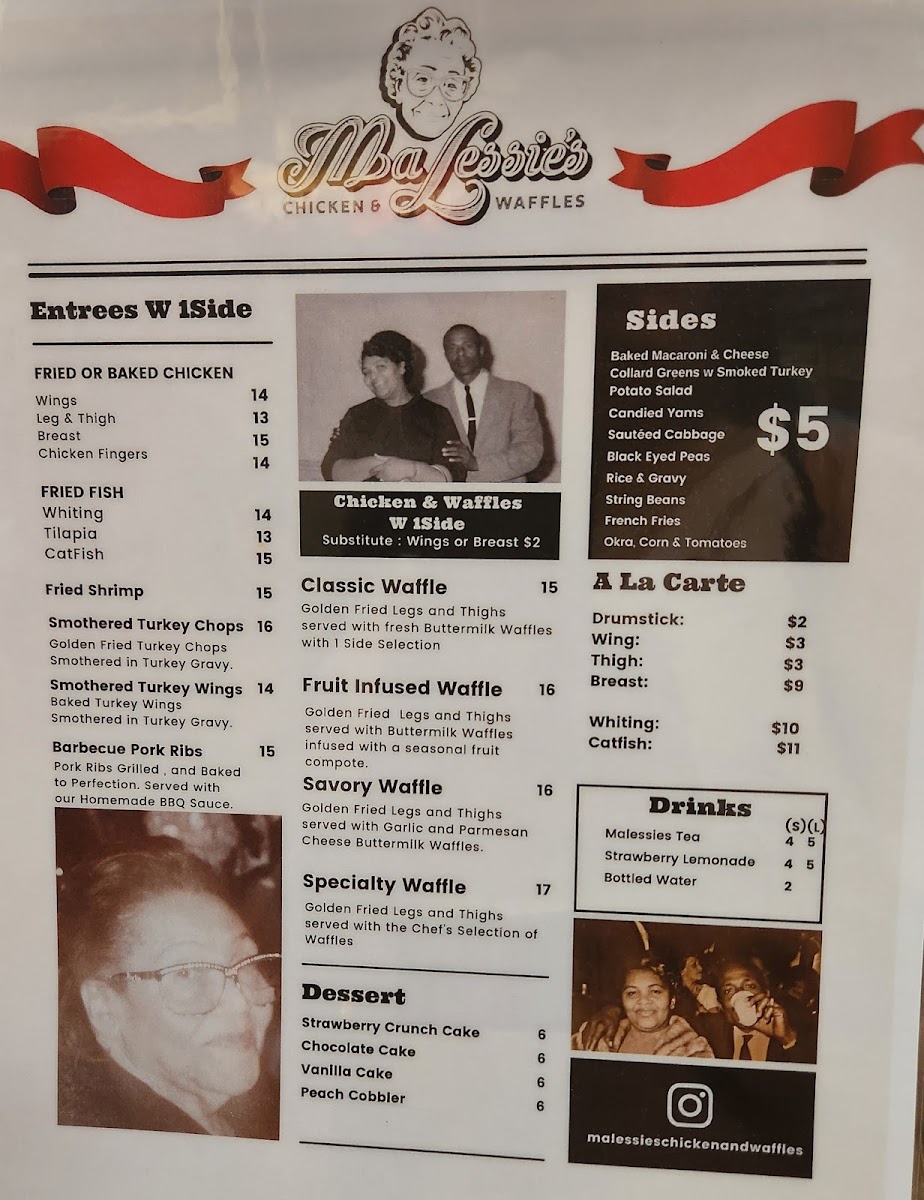 Ma Lessie's
CHICKEN & WAFFLES
Entrees W 1Side
FRIED OR BAKED CHICKEN
Wings 14
Leg & Thigh 13
Breast 15
Chicken Fingers 14
FRIED FISH
Whiting 14
Tilapia 13
CatFish 15
Fried Shrimp 15
Smothered Turkey Chops 16
Golden Fried Turkey Chops
Smothered in Turkey Gravy.
Smothered Turkey Wings 14
Baked Turkey Wings
Smothered in Turkey Gravy.
Barbecue Pork Ribs 15
Pork Ribs Grilled , and Baked
to Perfection. Served with
our Homemade BBQ Sauce.
Chicken & Waffles
W 1Side
Substitute : Wings or Breast $2
Classic Waffle 15
Golden Fried Legs and Thighs
served with fresh Buttermilk Waffles
with 1 Side Selection
Fruit Infused Waffle 16
Golden Fried Legs and Thighs
served with Buttermilk Waffles
infused with a seasonal fruit
compote.
Savory Waffle 16
Golden Fried Legs and Thighs
served with Garlic and Parmesan
Cheese Buttermilk Waffles.
Specialty Waffle 17
Golden Fried Legs and Thighs
served with the Chef's Selection of
Waffles
Dessert
Strawberry Crunch Cake 6
Chocolate Cake 6
Vanilla Cake 6
Peach Cobbler 6
Sides
Baked Macaroni & Cheese
Collard Greens w Smoked Turkey
Potato Salad
Candied Yams
Sautéed Cabbage
$5
Black Eyed Peas
Rice & Gravy
String Beans
French Fries
Okra, Corn & Tomatoes
A La Carte
Drumstick: $2
Wing: $3
Thigh: $3
Breast: $9
Whiting: $10
Catfish: $11
Drinks
(S)(L)
Malessies Tea 4 5
Strawberry Lemonade 4 5
Bottled Water 2
malessieschickenandwaffles